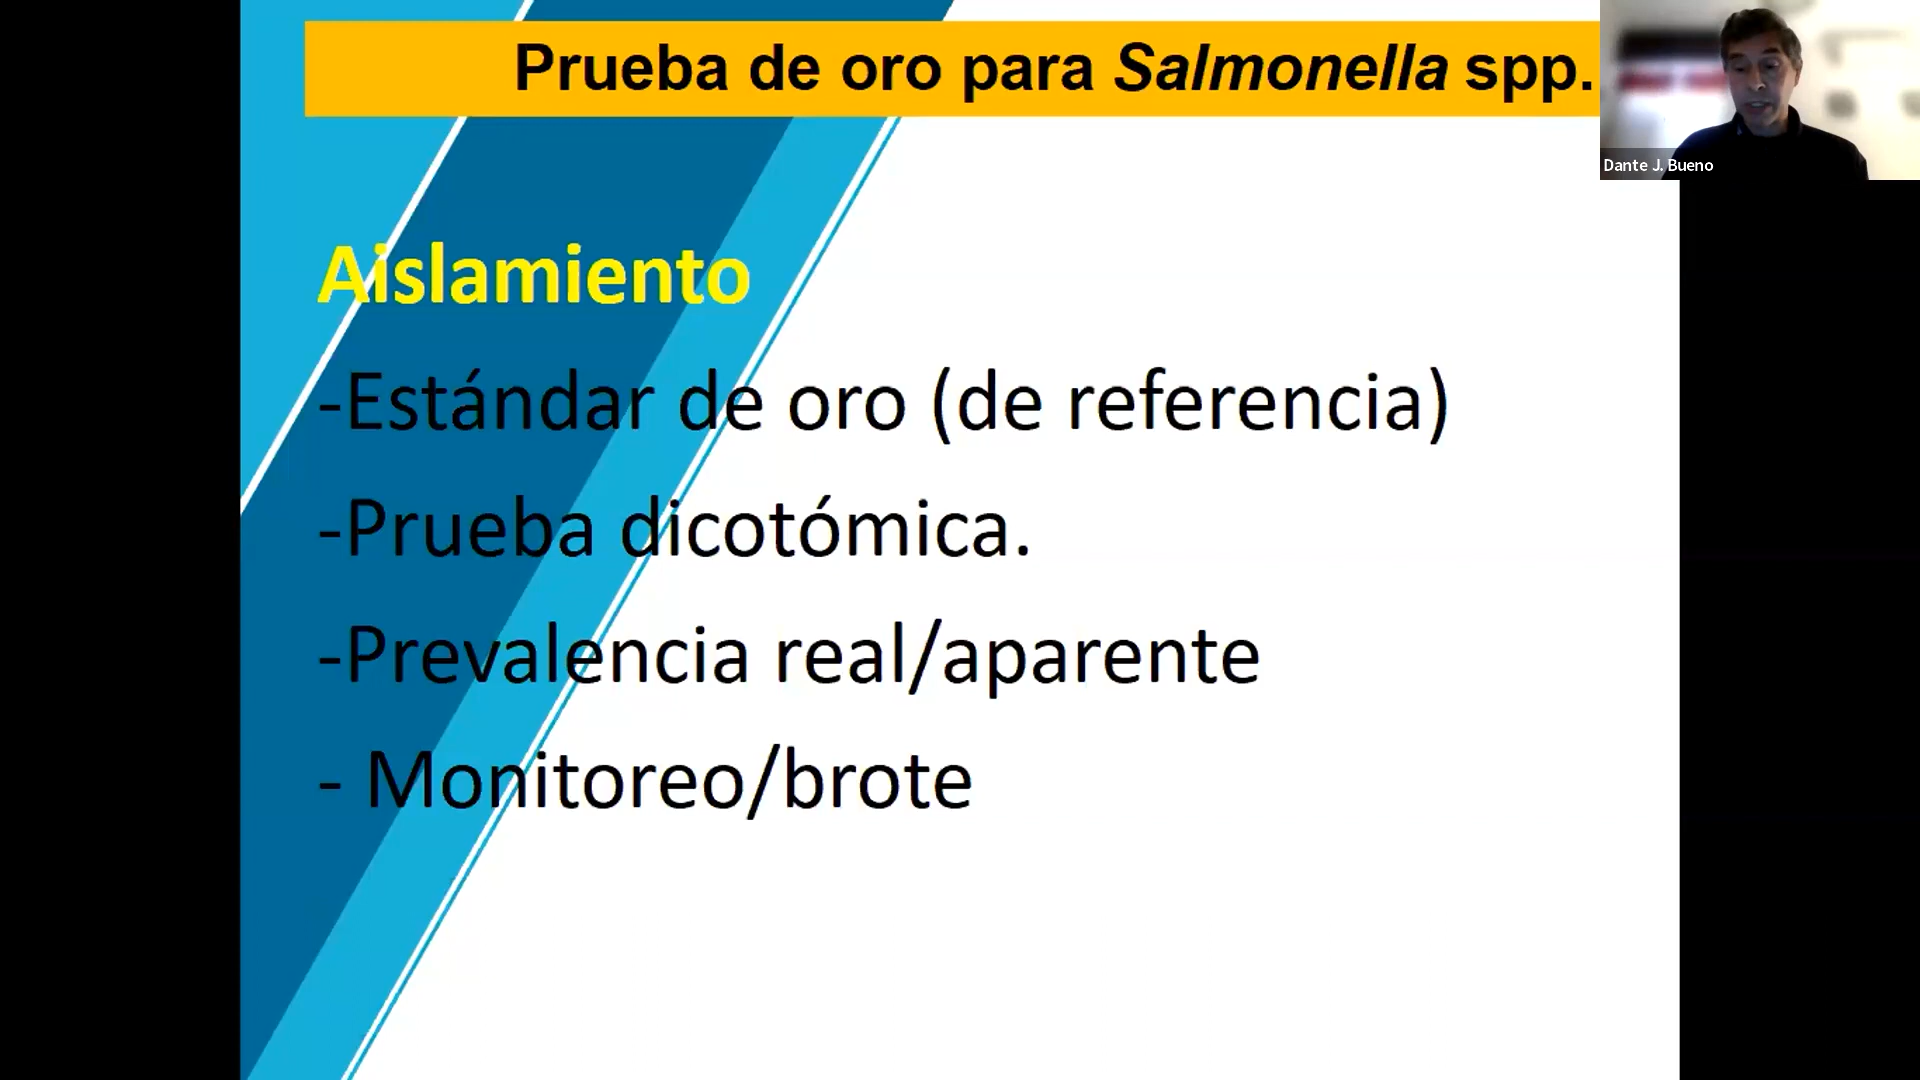 Prueba de oro para Salmonella spp.
Dante J. Bueno
Aislamiento
-Estándar de oro (de referencia)
-Prueba dicotómica.
-Prevalencia real/aparente
- Monitoreo/brote